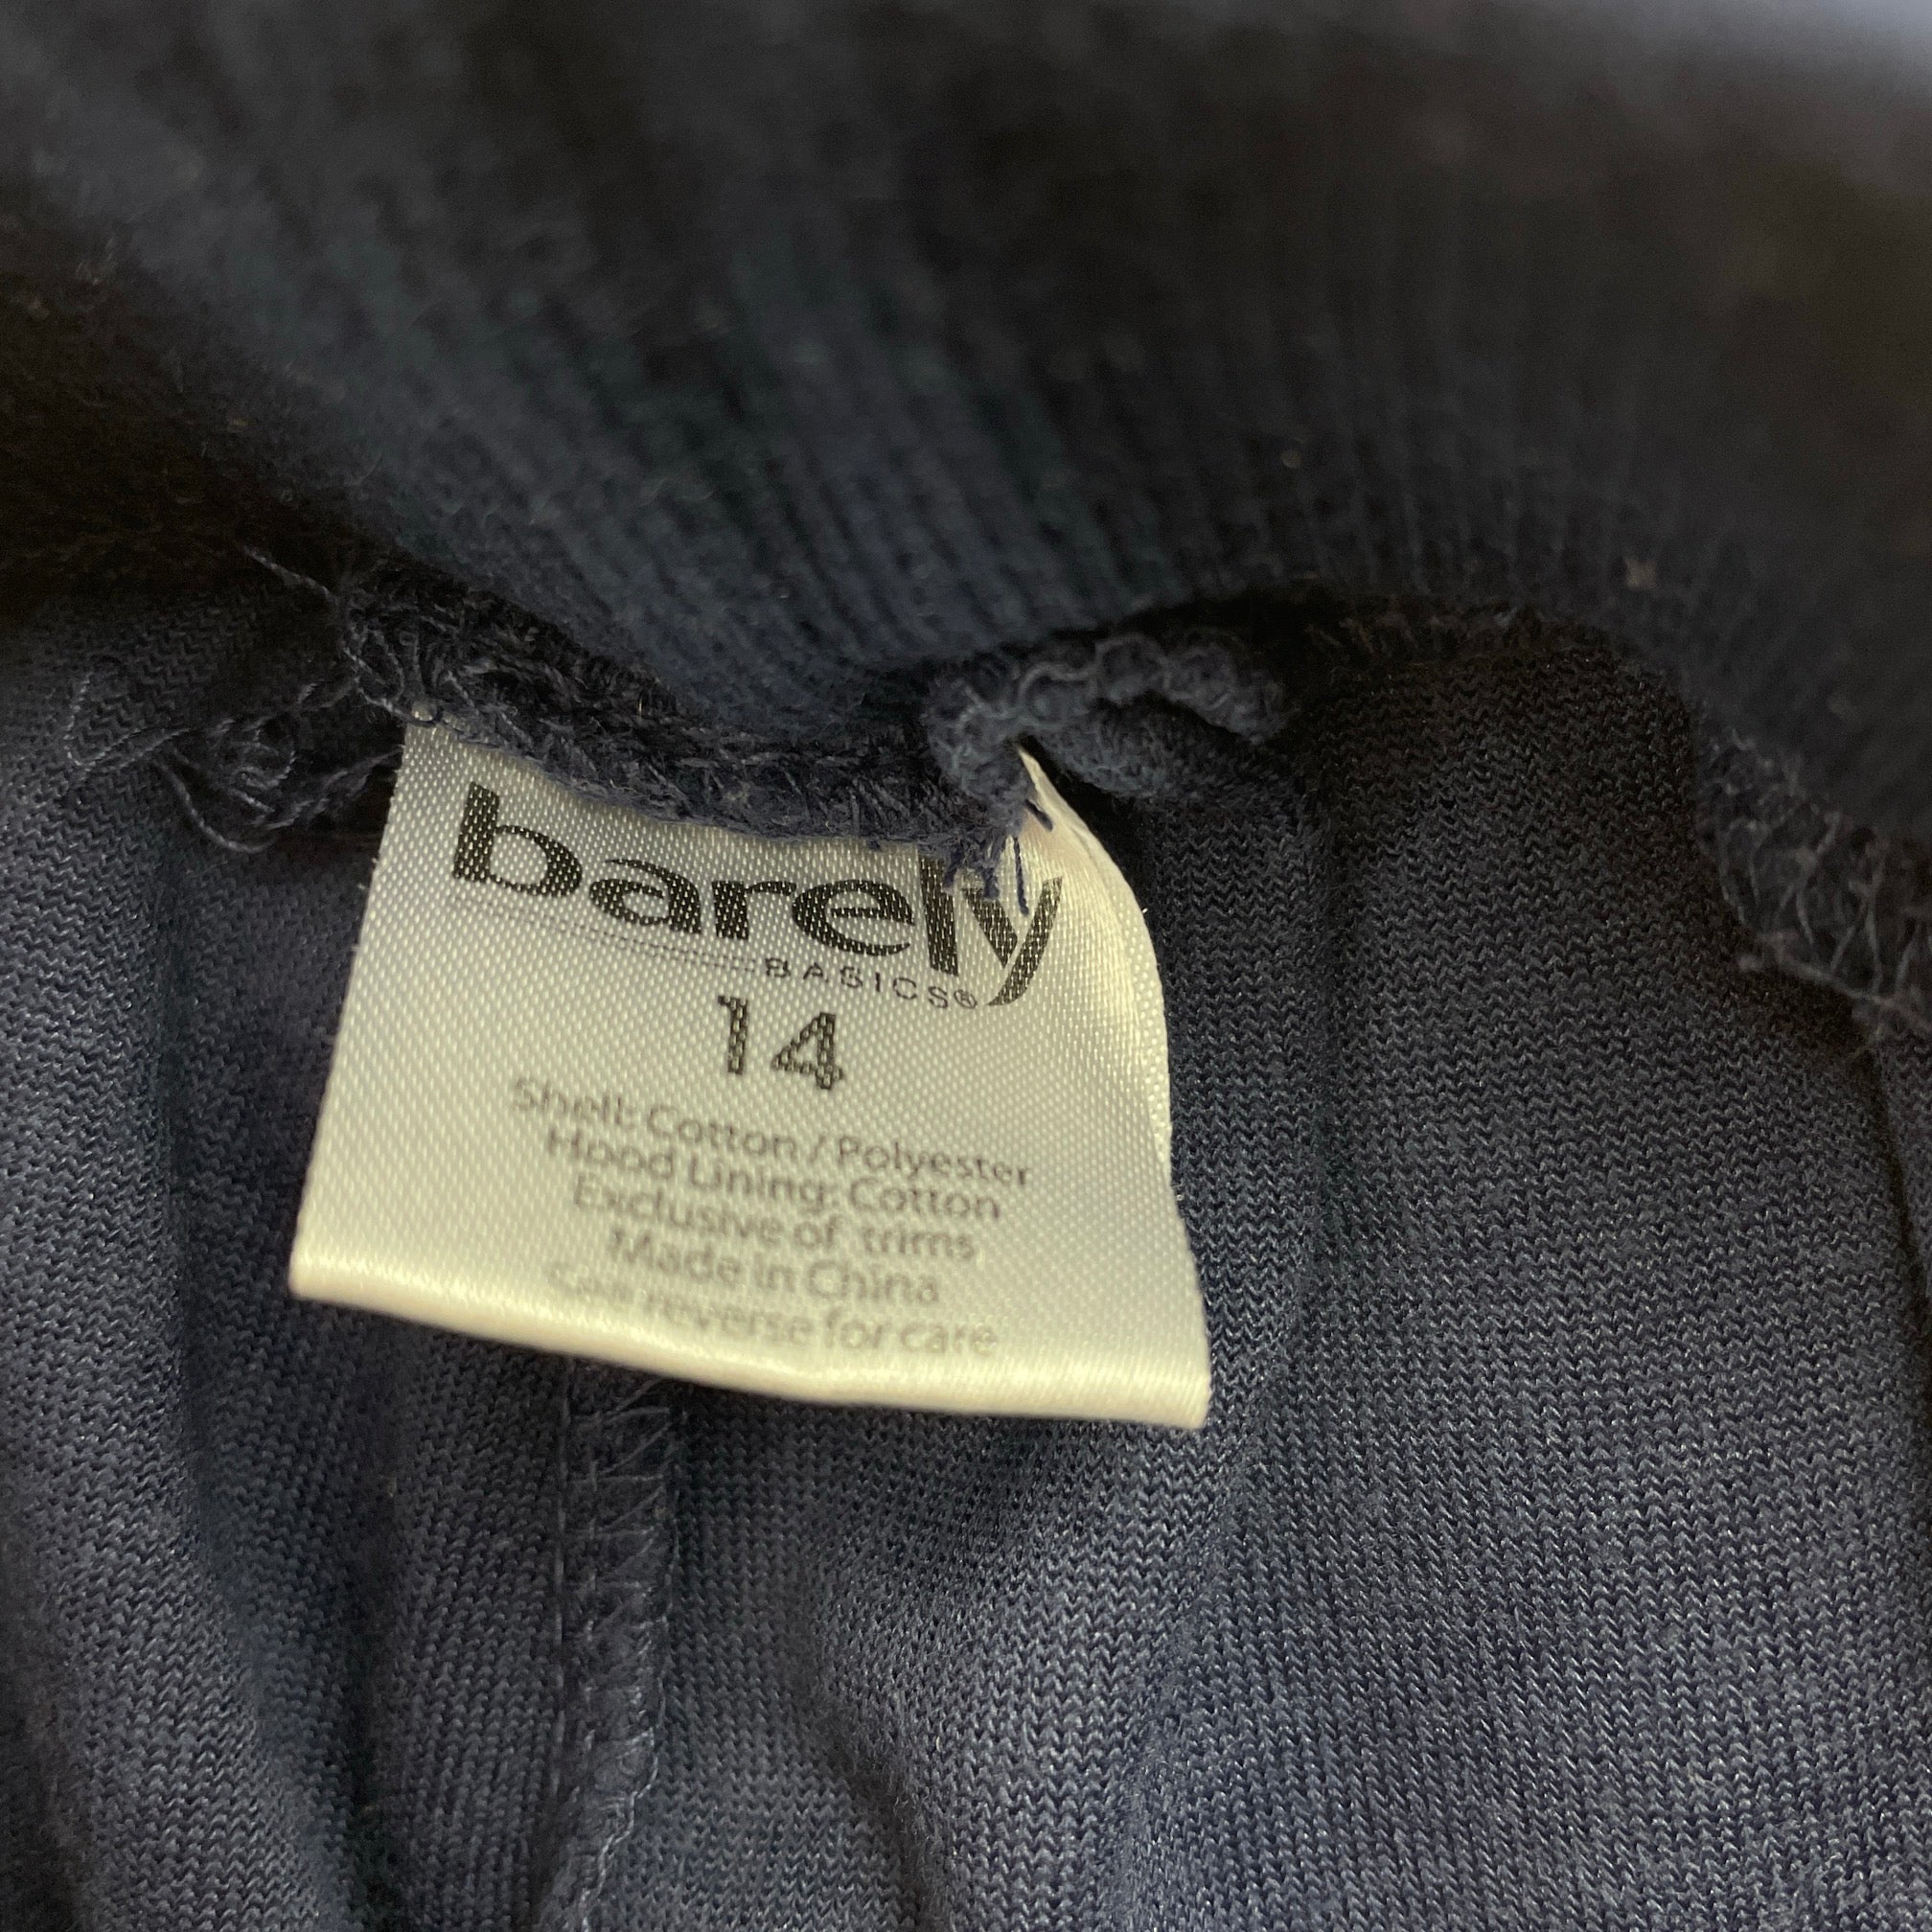 barely
BASICS®
14
Shell: Cotton / Polyester
Hood Lining: Cotton
Exclusive of trims
Made in China
See reverse for care